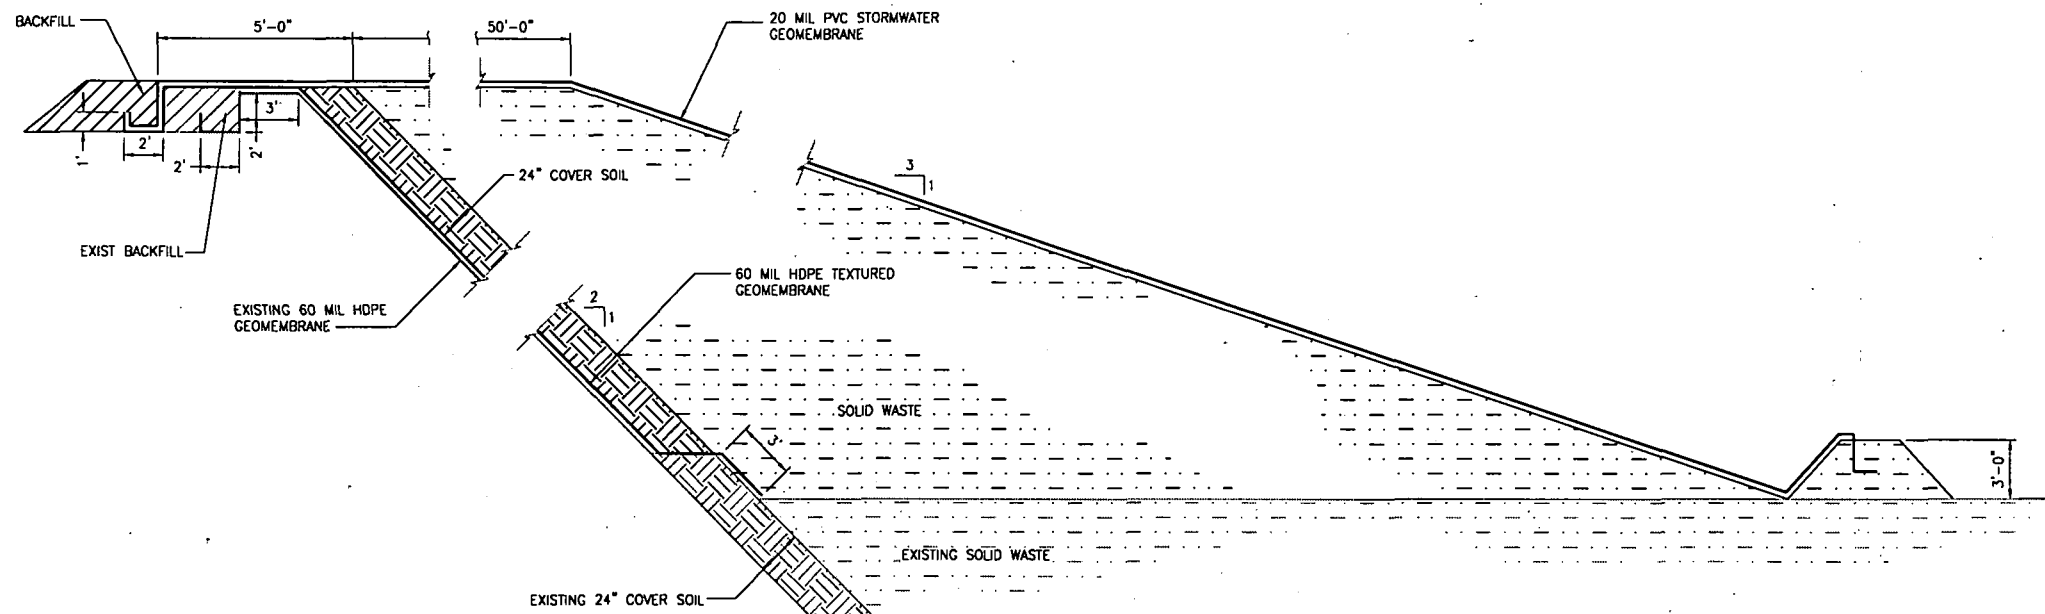 BACKFILL
5'-0"
50'-0"
20 MIL PVC STORMWATER
GEOMEMBRANE
3'
2'
1'
2'
2'
3
1
24" COVER SOIL
EXIST BACKFILL
60 MIL HDPE TEXTURED
GEOMEMBRANE
EXISTING 60 MIL HDPE
GEOMEMBRANE
2
1
SOLID WASTE
3'
3'-0"
EXISTING SOLID WASTE
EXISTING 24" COVER SOIL